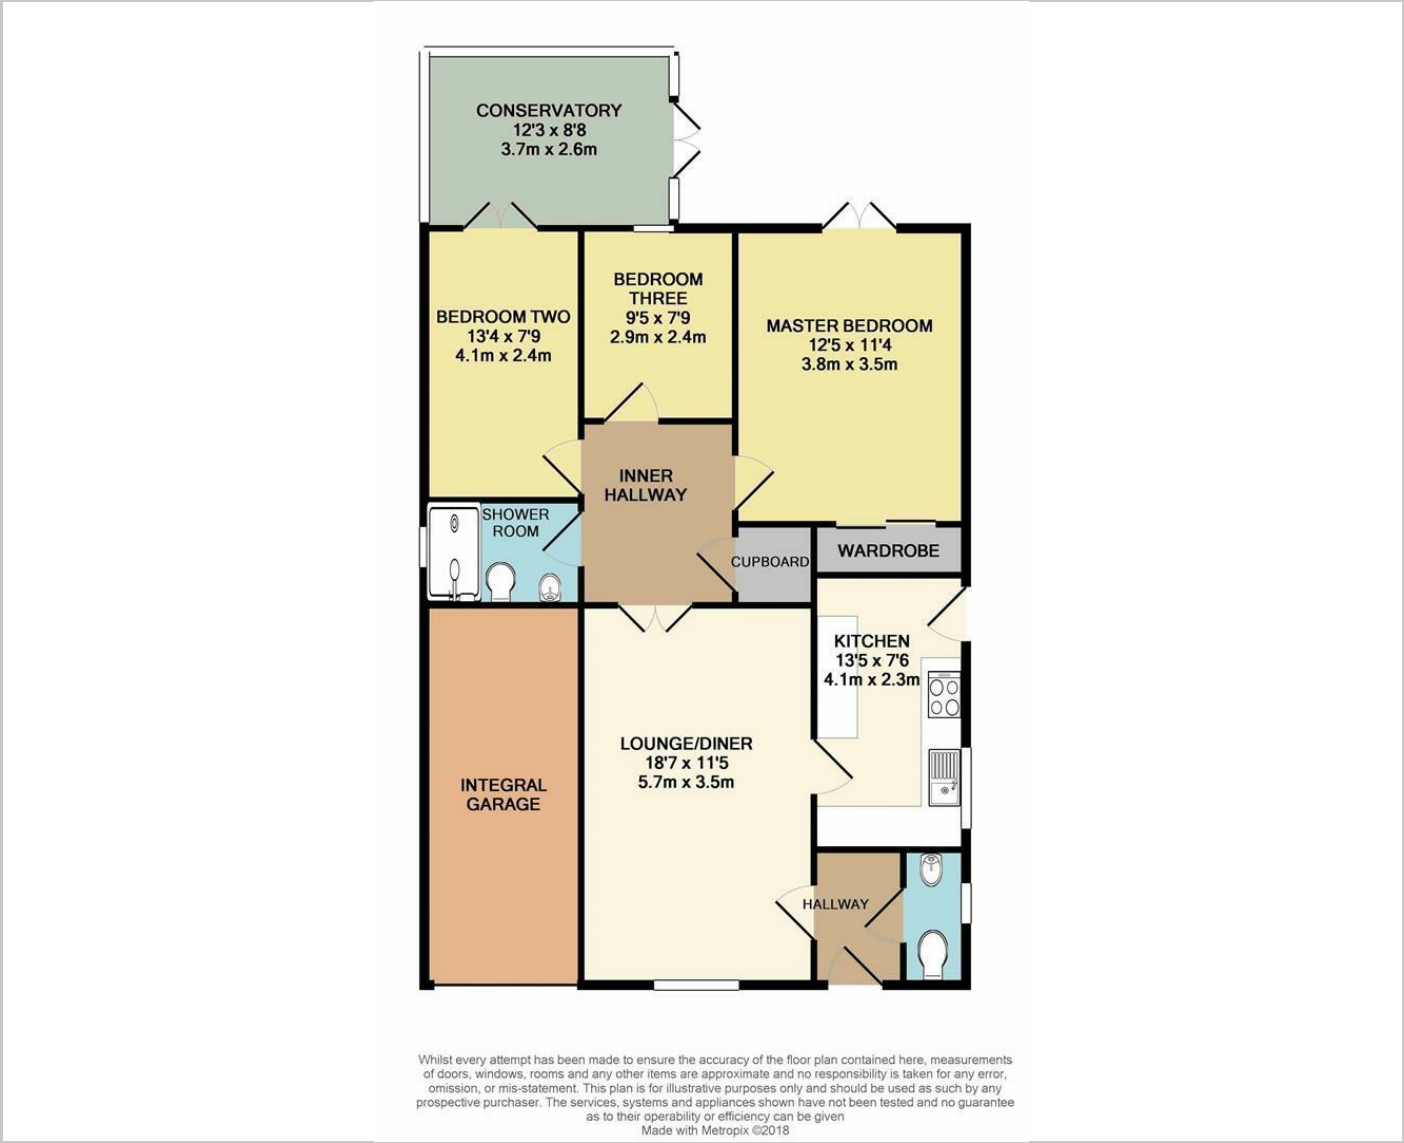 CONSERVATORY
12'3 x 8'8
3.7m x 2.6m
BEDROOM TWO
13'4 x 7'9
4.1m x 2.4m
BEDROOM
THREE
9'5 x 7'9
2.9m x 2.4m
MASTER BEDROOM
12'5 x 11'4
3.8m x 3.5m
INNER
HALLWAY
SHOWER
ROOM
CUPBOARD
WARDROBE
KITCHEN
13'5 x 7'6
4.1m x 2.3m
LOUNGE/DINER
18'7 x 11'5
5.7m x 3.5m
INTEGRAL
GARAGE
HALLWAY
Whilst every attempt has been made to ensure the accuracy of the floor plan contained here, measurements
of doors, windows, rooms and any other items are approximate and no responsibility is taken for any error,
omission, or mis-statement. This plan is for illustrative purposes only and should be used as such by any
prospective purchaser. The services, systems and appliances shown have not been tested and no guarantee
as to their operability or efficiency can be given
Made with Metropix ©2018